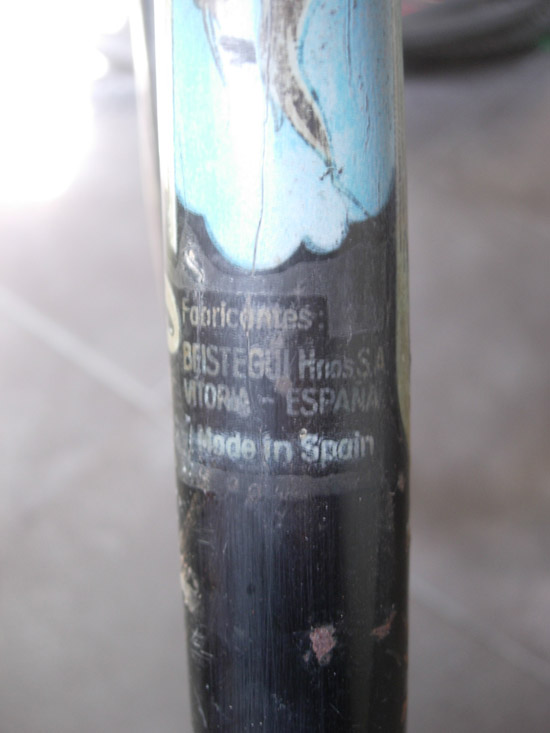 Fabricantes:
BEISTEGUI Hnos. S.A
VITORIA - ESPAÑA
Made in Spain